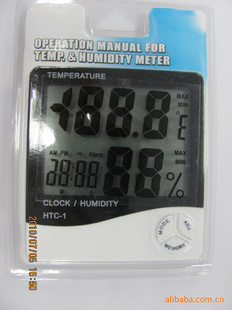 OPERATION MANUAL FOR
TEMP. & HUMIDITY METER
TEMPERATURE
188.8 °C
MAX
MIN
AM PM Alarm
18:88
88 %
MAX
MIN
M D
CLOCK / HUMIDITY
HTC-1
MODE
ADJ
MEMORY
2010/07/05 16:50
alibaba.com.cn